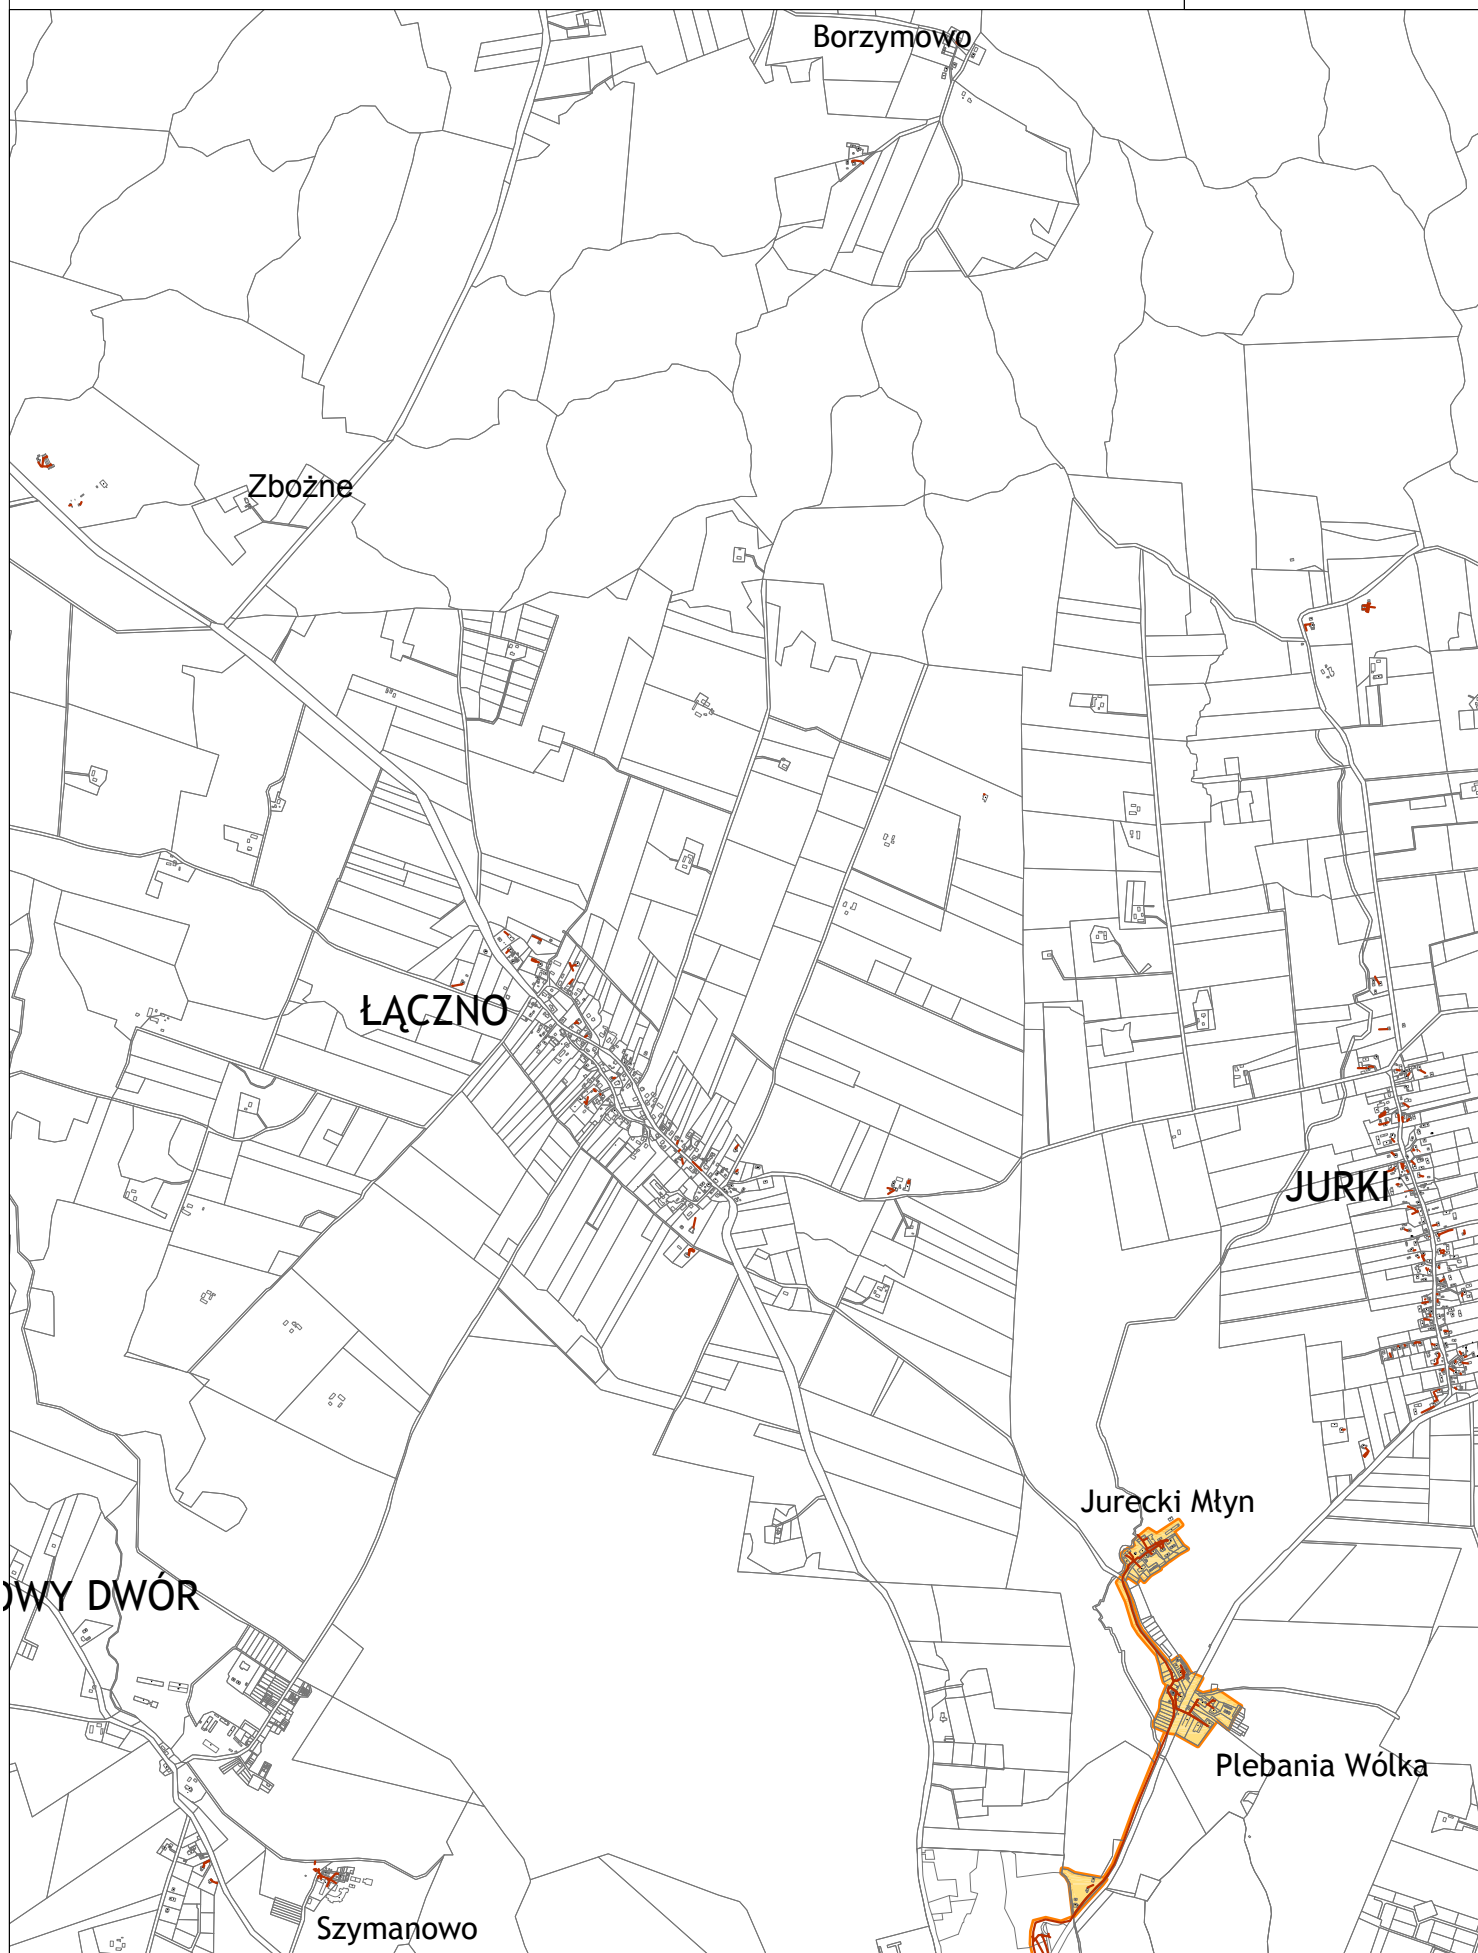 Borzymowo
Zbożne
ŁĄCZNO
JURKI
Jurecki Młyn
OWY DWÓR
Plebania Wólka
Szymanowo